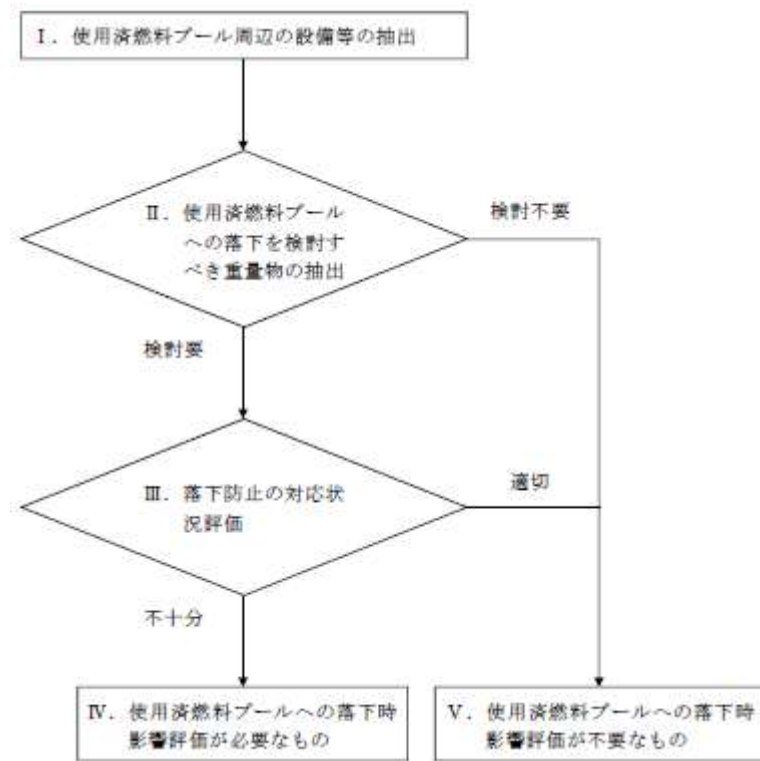 Ⅰ．使用済燃料プール周辺の設備等の抽出
Ⅱ．使用済燃料プール
への落下を検討す
べき重量物の抽出
検討不要
検討要
Ⅲ．落下防止の対応状
況評価
適切
不十分
Ⅳ．使用済燃料プールへの落下時
影響評価が必要なもの
Ⅴ．使用済燃料プールへの落下時
影響評価が不要なもの